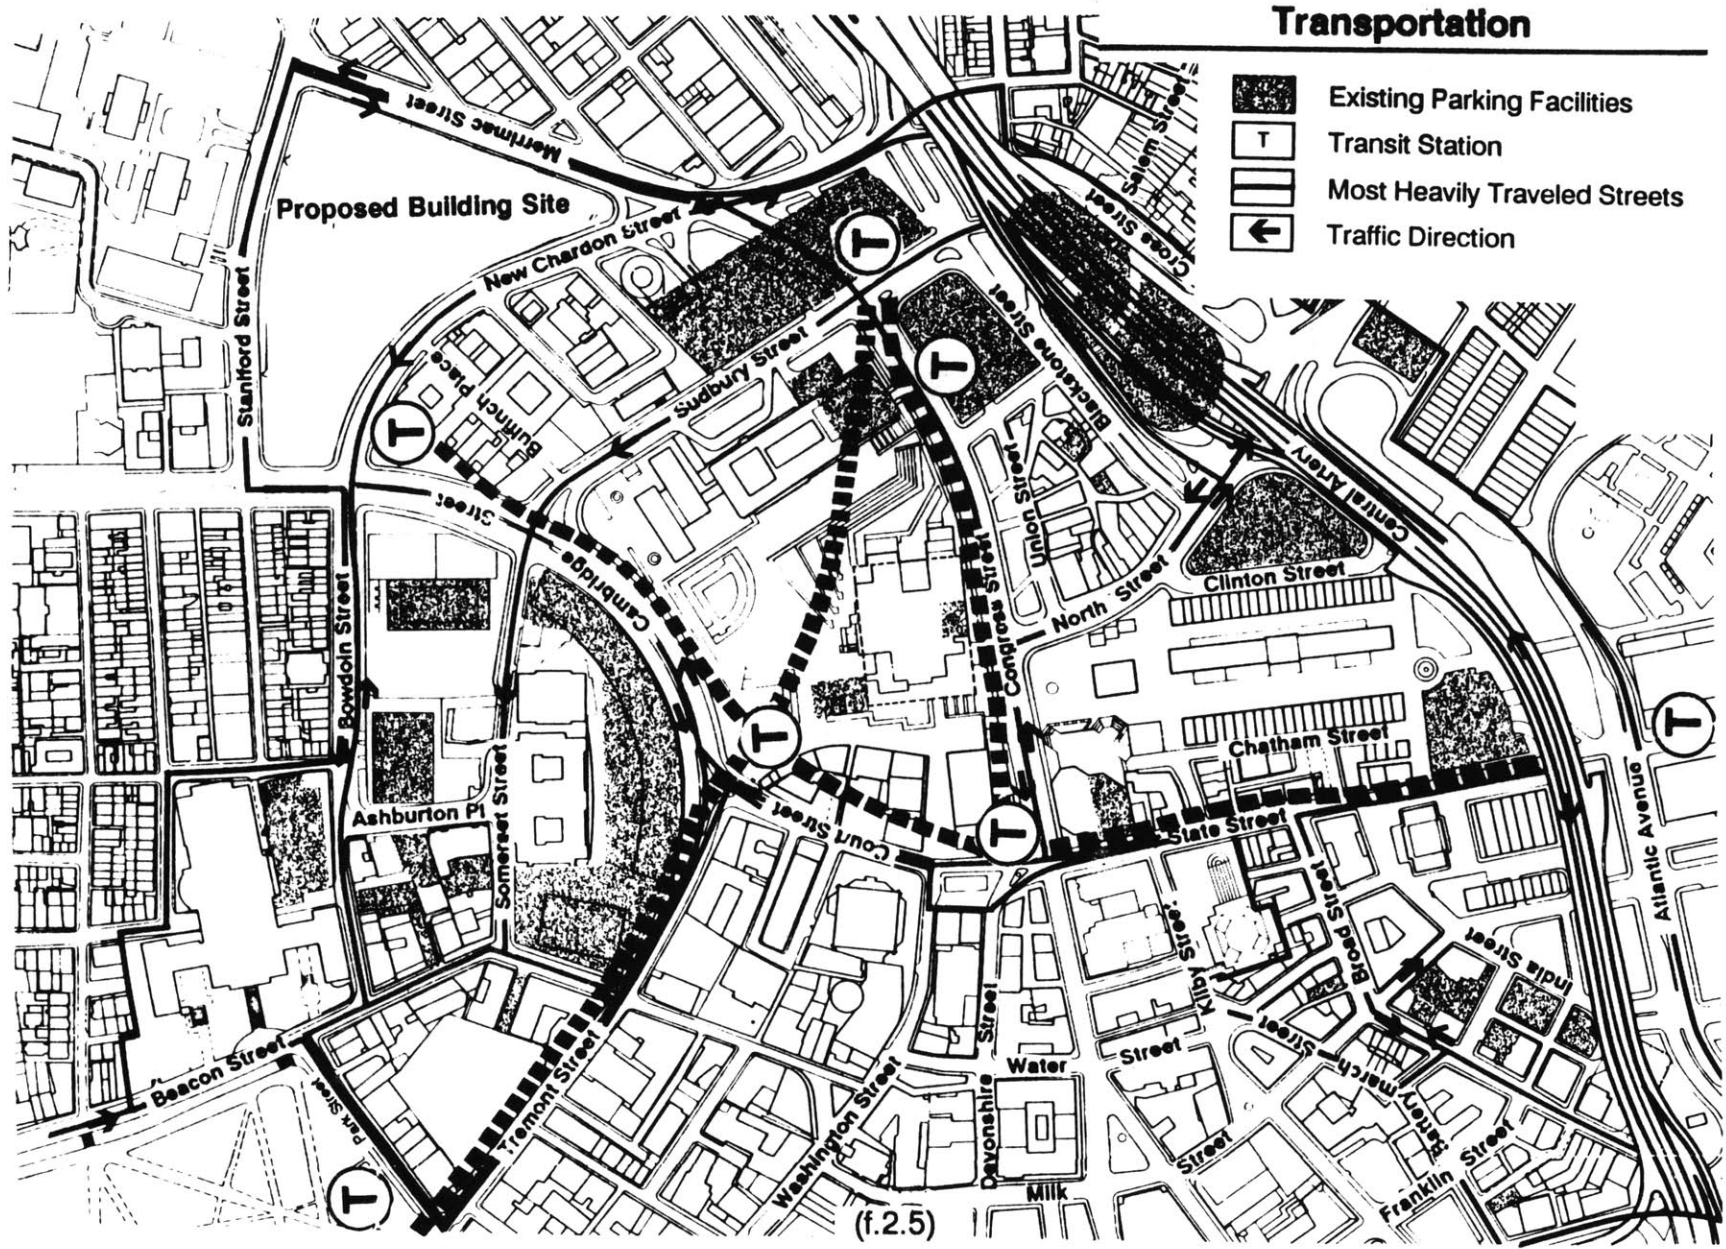 Transportation
Existing Parking Facilities
T
Transit Station
Most Heavily Traveled Streets
Traffic Direction
Merrimac Street
Salem Street
Proposed Building Site
Cross Street
New Chardon Street
T
Staniford Street
Blackstone Street
T
Sudbury Street
Bulfinch Place
T
Union Street
Central Artery
Cambridge Street
Clinton Street
North Street
Congress Street
Bowdoin Street
T
T
Chatham Street
Somerset Street
Ashburton Pl
Court Street
T
State Street
Atlantic Avenue
Broad Street
Kilby Street
India Street
Beacon Street
Tremont Street
Street
Water
Street
Street
Batterymarch
Park Street
Washington Street
Devonshire
Street
Franklin Street
Milk
T
(f.2.5)